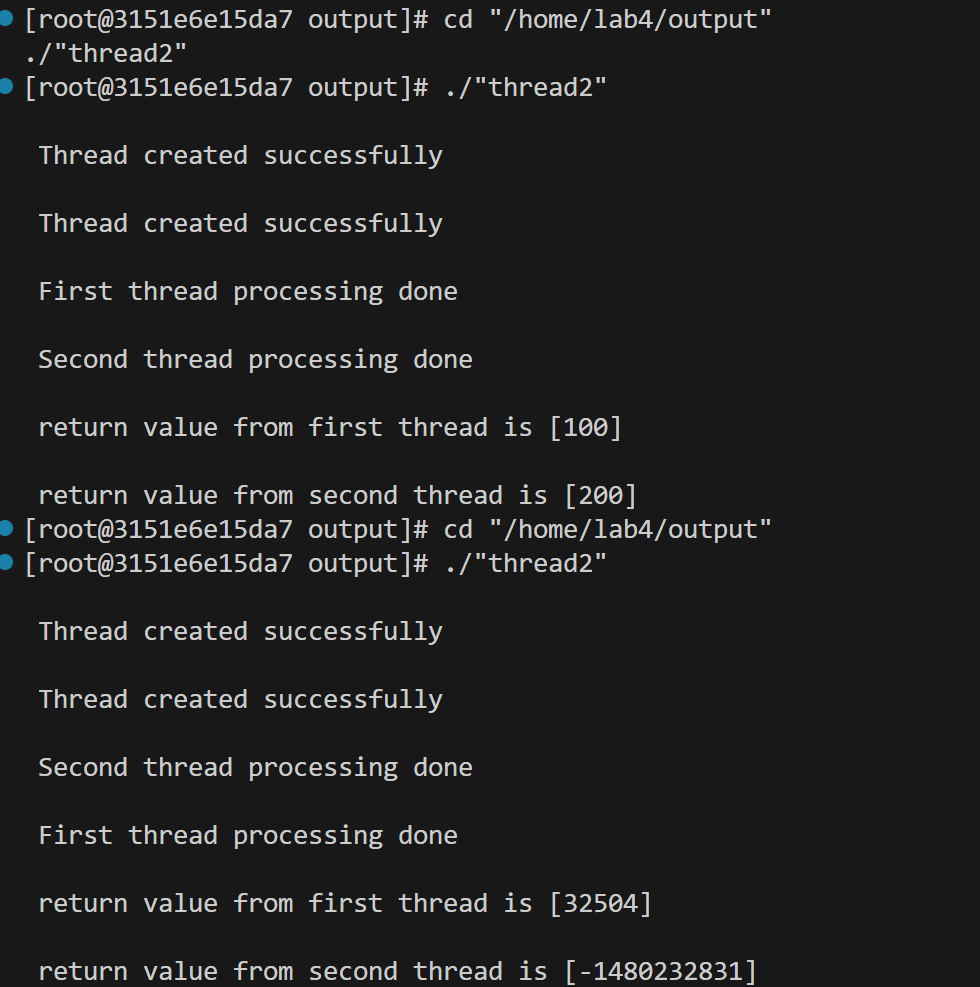 [root@3151e6e15da7 output]# cd "/home/lab4/output"
./"thread2"
[root@3151e6e15da7 output]# ./"thread2"
Thread created successfully
Thread created successfully
First thread processing done
Second thread processing done
return value from first thread is [100]
return value from second thread is [200]
[root@3151e6e15da7 output]# cd "/home/lab4/output"
[root@3151e6e15da7 output]# ./"thread2"
Thread created successfully
Thread created successfully
Second thread processing done
First thread processing done
return value from first thread is [32504]
return value from second thread is [-1480232831]